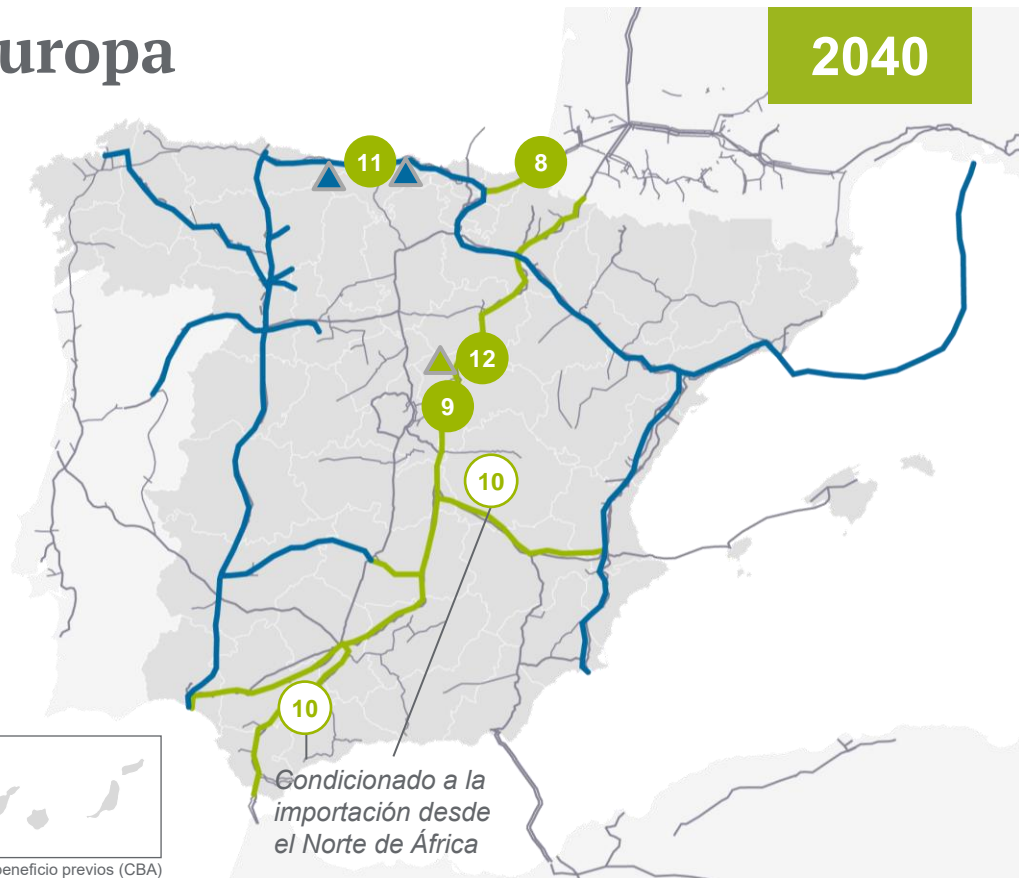 uropa
2040
11
8
12
9
10
10
Condicionado a la
importación desde
el Norte de África
beneficio previos (CBA)